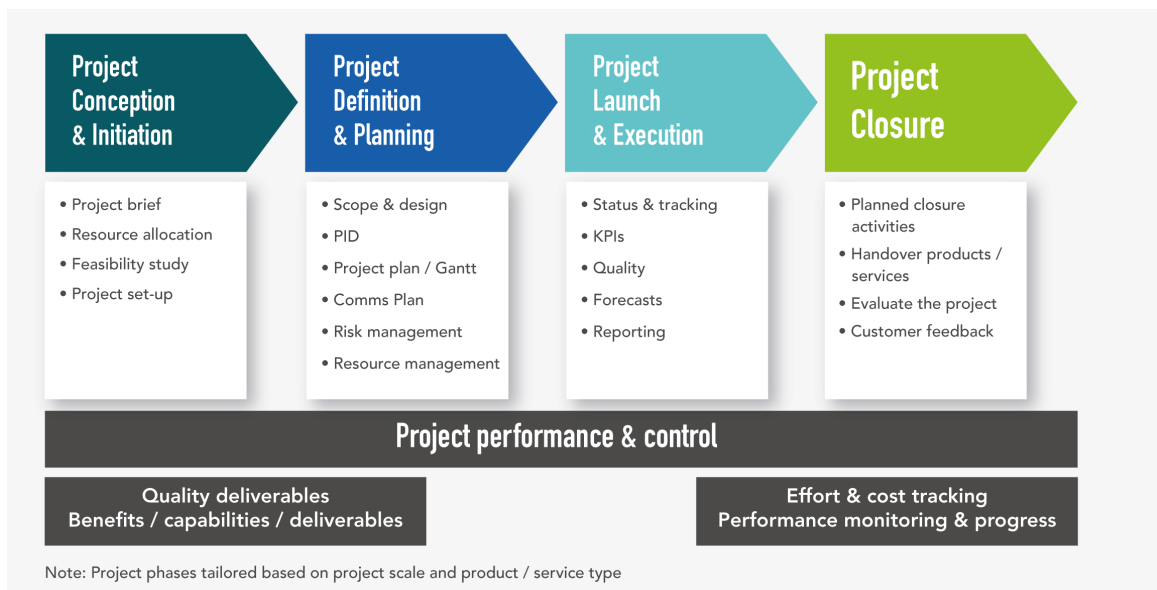 Project
Conception
& Initiation
Project
Definition
& Planning
Project
Launch
& Execution
Project
Closure
• Project brief
• Resource allocation
• Feasibility study
• Project set-up
• Scope & design
• PID
• Project plan / Gantt
• Comms Plan
• Risk management
• Resource management
• Status & tracking
• KPIs
• Quality
• Forecasts
• Reporting
• Planned closure
activities
• Handover products /
services
• Evaluate the project
• Customer feedback
Project performance & control
Quality deliverables
Benefits / capabilities / deliverables
Effort & cost tracking
Performance monitoring & progress
Note: Project phases tailored based on project scale and product / service type